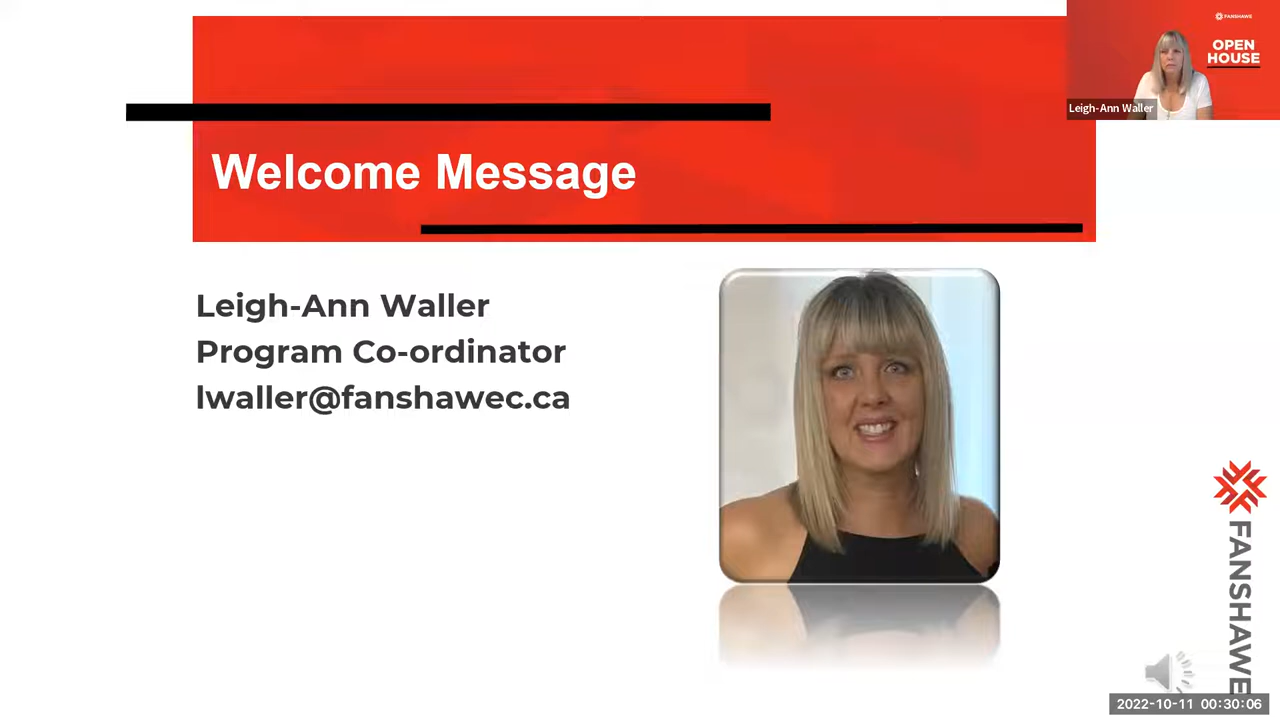 FANSHAWE
OPEN
HOUSE
Leigh-Ann Waller
Welcome Message
Leigh-Ann Waller
Program Co-ordinator
lwaller@fanshawec.ca
FANSHAWE
2022-10-11 00:30:06